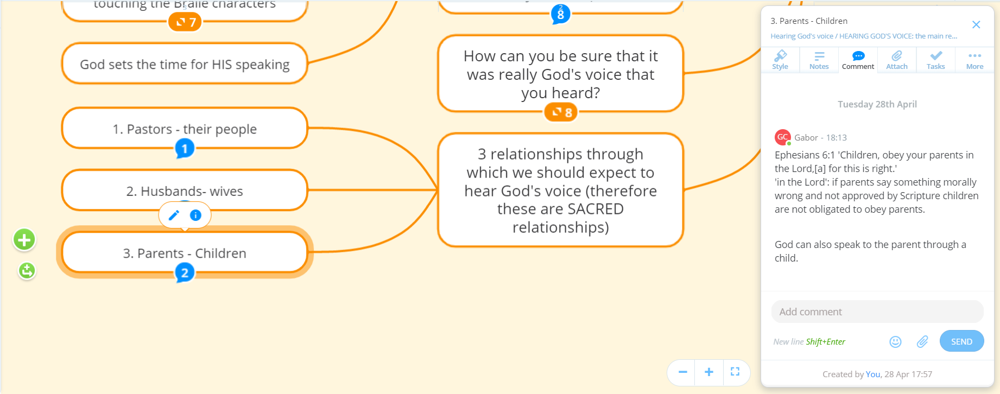 touching the Bralle characters
3
7
God sets the time for HIS speaking
1. Pastors - their people
1
2. Husbands- wives
3. Parents - Children
2
2
8
How can you be sure that it
was really God's voice that
you heard?
8
3 relationships through
which we should expect to
hear God's voice (therefore
these are SACRED
relationships)
3. Parents - Children
Hearing God's voice / HEARING GOD'S VOICE: the main re...
Style
Notes
Comment
Attach
Tasks
More
Tuesday 28th April
GC Gabor - 18:13
Ephesians 6:1 'Children, obey your parents in
the Lord,[a] for this is right.'
'in the Lord': if parents say something morally
wrong and not approved by Scripture children
are not obligated to obey parents.
God can also speak to the parent through a
child.
Add comment
New line Shift+Enter
SEND
Created by You, 28 Apr 17:57